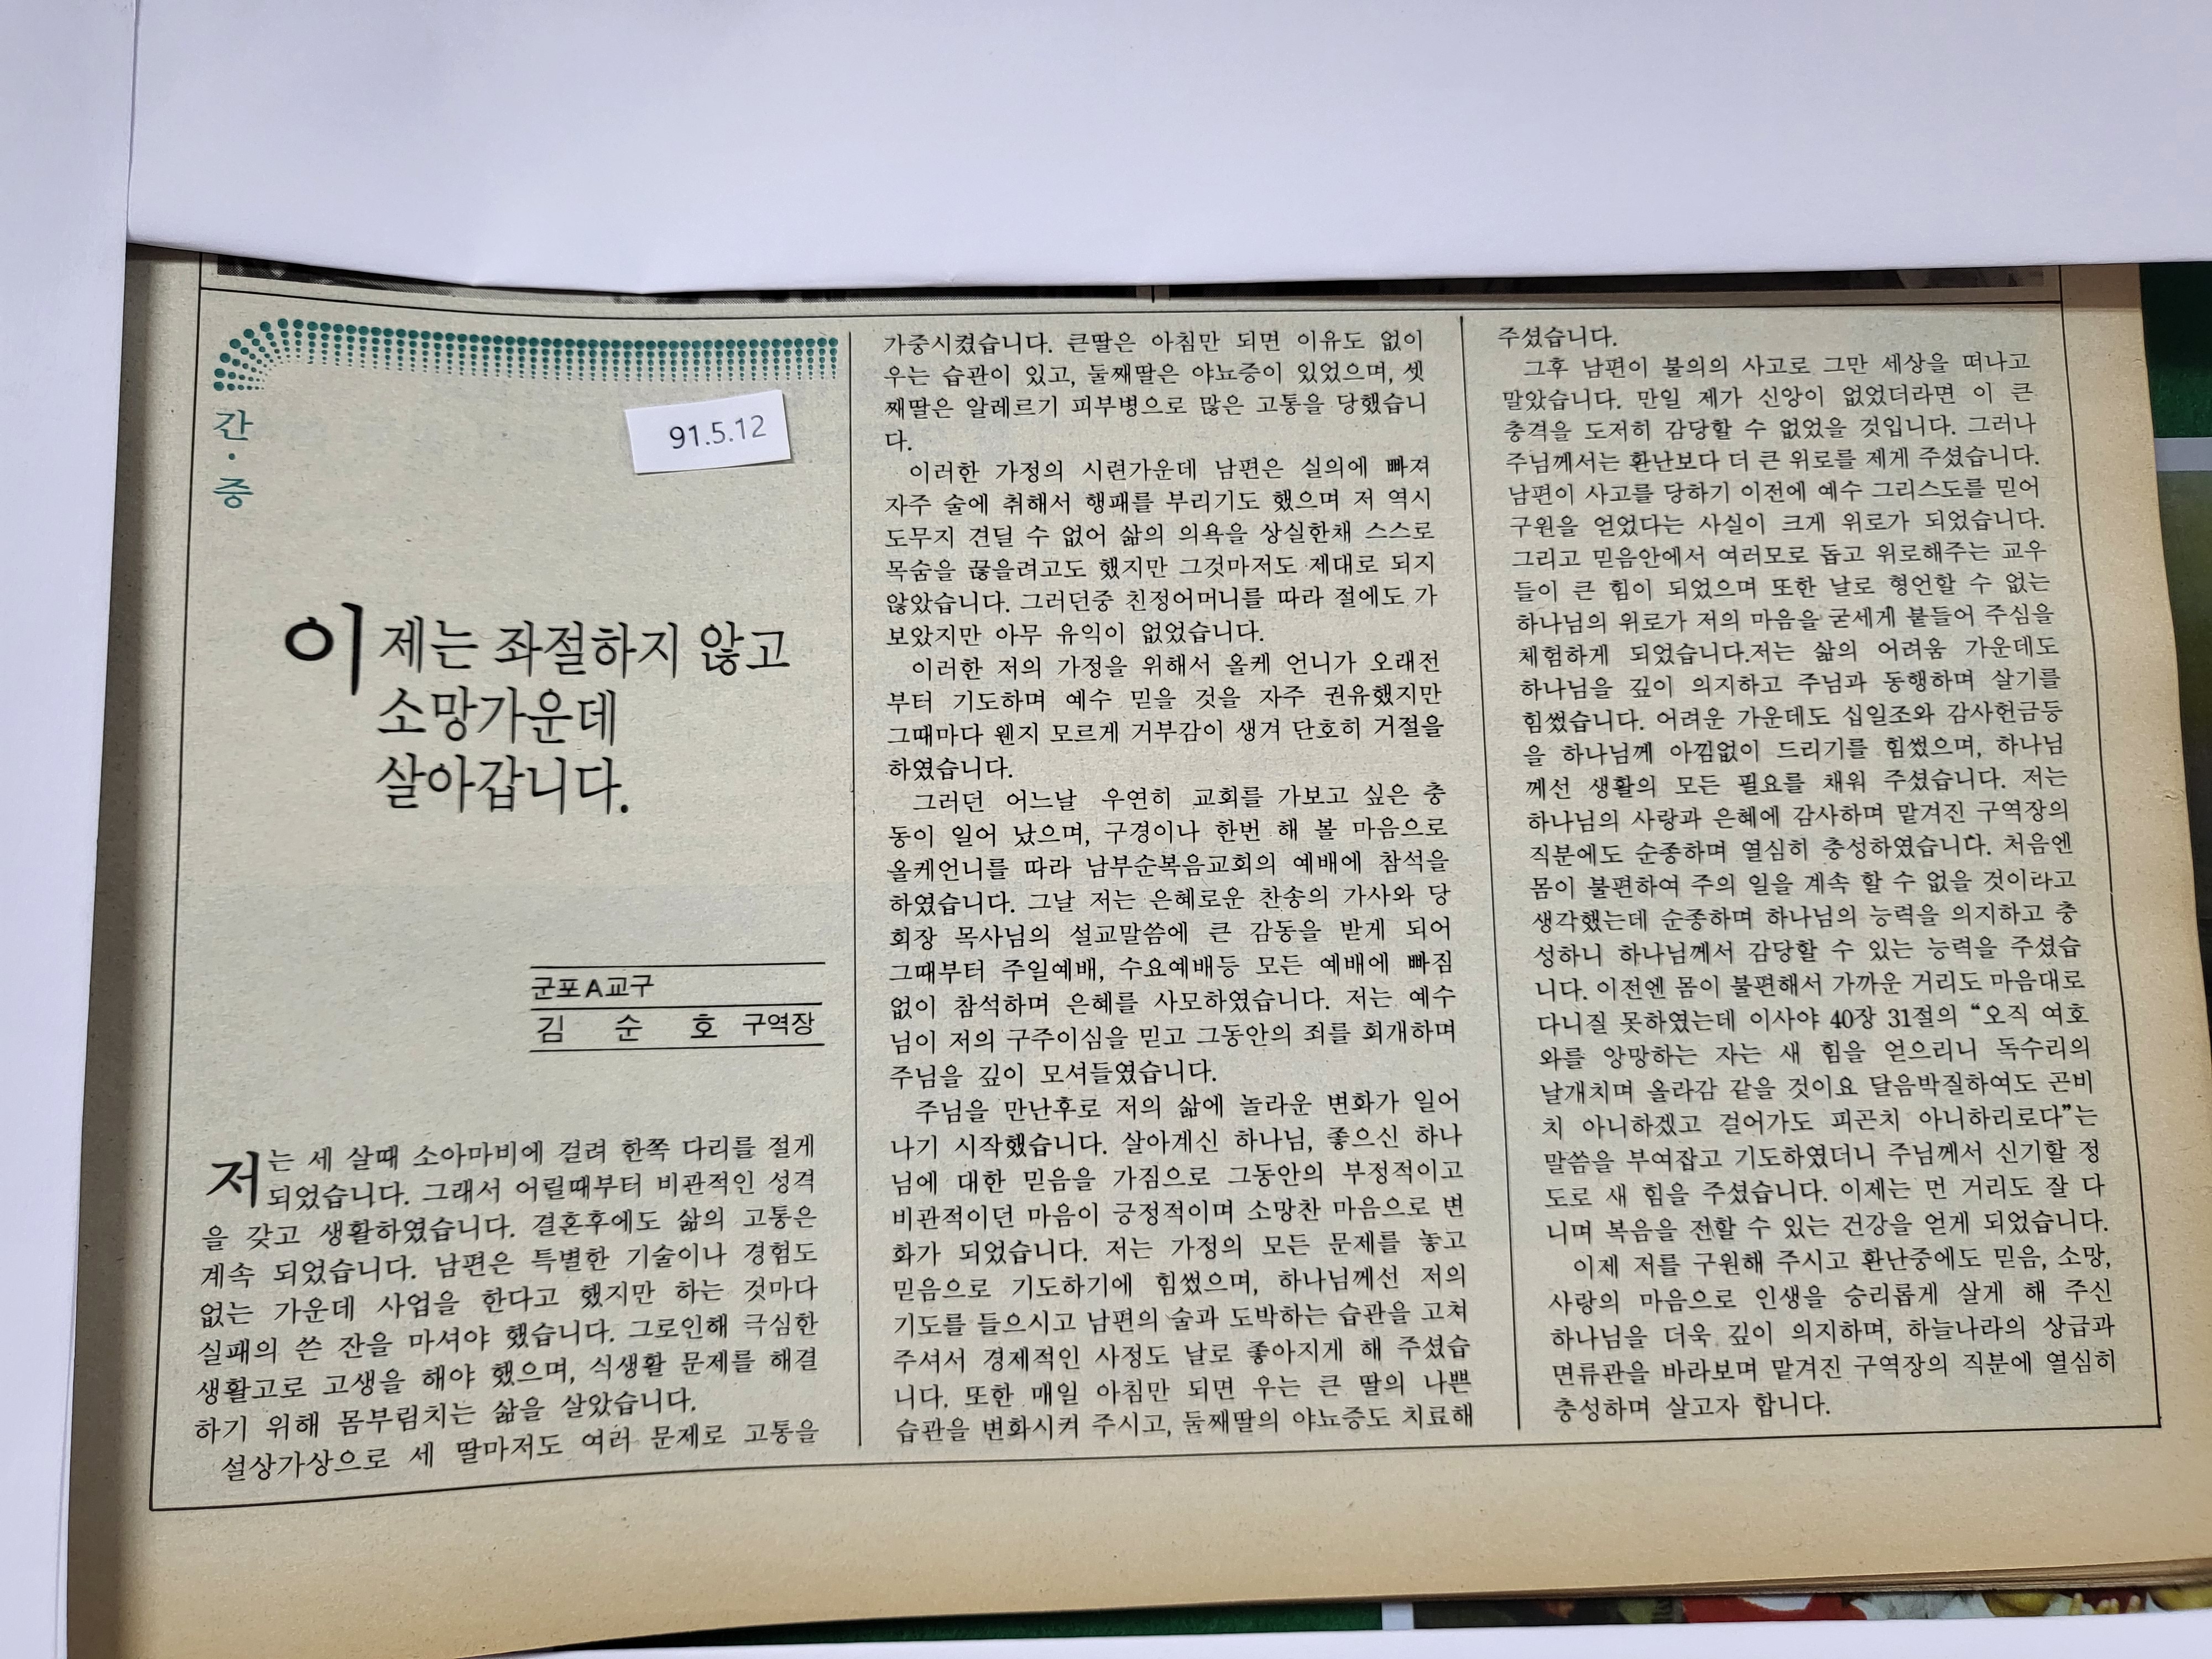 간·증
91.5.12
이제는 좌절하지 않고
소망가운데
살아갑니다.
군포A교구
김 순 호 구역장
저는 세 살때 소아마비에 걸려 한쪽 다리를 절게
되었습니다. 그래서 어릴때부터 비관적인 성격
을 갖고 생활하였습니다. 결혼후에도 삶의 고통은
계속 되었습니다. 남편은 특별한 기술이나 경험도
없는 가운데 사업을 한다고 했지만 하는 것마다
실패의 쓴 잔을 마셔야 했습니다. 그로인해 극심한
생활고로 고생을 해야 했으며, 식생활 문제를 해결
하기 위해 몸부림치는 삶을 살았습니다.
설상가상으로 세 딸마저도 여러 문제로 고통을
가중시켰습니다. 큰딸은 아침만 되면 이유도 없이
우는 습관이 있고, 둘째딸은 야뇨증이 있었으며, 셋
째딸은 알레르기 피부병으로 많은 고통을 당했습니
다.
이러한 가정의 시련가운데 남편은 실의에 빠져
자주 술에 취해서 행패를 부리기도 했으며 저 역시
도무지 견딜 수 없어 삶의 의욕을 상실한채 스스로
목숨을 끊을려고도 했지만 그것마저도 제대로 되지
않았습니다. 그러던중 친정어머니를 따라 절에도 가
보았지만 아무 유익이 없었습니다.
이러한 저의 가정을 위해서 올케 언니가 오래전
부터 기도하며 예수 믿을 것을 자주 권유했지만
그때마다 웬지 모르게 거부감이 생겨 단호히 거절을
하였습니다.
그러던 어느날 우연히 교회를 가보고 싶은 충
동이 일어 났으며, 구경이나 한번 해 볼 마음으로
올케언니를 따라 남부순복음교회의 예배에 참석을
하였습니다. 그날 저는 은혜로운 찬송의 가사와 당
회장 목사님의 설교말씀에 큰 감동을 받게 되어
그때부터 주일예배, 수요예배등 모든 예배에 빠짐
없이 참석하며 은혜를 사모하였습니다. 저는 예수
님이 저의 구주이심을 믿고 그동안의 죄를 회개하며
주님을 깊이 모셔들였습니다.
주님을 만난후로 저의 삶에 놀라운 변화가 일어
나기 시작했습니다. 살아계신 하나님, 좋으신 하나
님에 대한 믿음을 가짐으로 그동안의 부정적이고
비관적이던 마음이 긍정적이며 소망찬 마음으로 변
화가 되었습니다. 저는 가정의 모든 문제를 놓고
믿음으로 기도하기에 힘썼으며, 하나님께선 저의
기도를 들으시고 남편의 술과 도박하는 습관을 고쳐
주셔서 경제적인 사정도 날로 좋아지게 해 주셨습
니다. 또한 매일 아침만 되면 우는 큰 딸의 나쁜
습관을 변화시켜 주시고, 둘째딸의 야뇨증도 치료해
주셨습니다.
그후 남편이 불의의 사고로 그만 세상을 떠나고
말았습니다. 만일 제가 신앙이 없었더라면 이 큰
충격을 도저히 감당할 수 없었을 것입니다. 그러나
주님께서는 환난보다 더 큰 위로를 제게 주셨습니다.
남편이 사고를 당하기 이전에 예수 그리스도를 믿어
구원을 얻었다는 사실이 크게 위로가 되었습니다.
그리고 믿음안에서 여러모로 돕고 위로해주는 교우
들이 큰 힘이 되었으며 또한 날로 형언할 수 없는
하나님의 위로가 저의 마음을 굳세게 붙들어 주심을
체험하게 되었습니다.저는 삶의 어려움 가운데도
하나님을 깊이 의지하고 주님과 동행하며 살기를
힘썼습니다. 어려운 가운데도 십일조와 감사헌금등
을 하나님께 아낌없이 드리기를 힘썼으며, 하나님
께선 생활의 모든 필요를 채워 주셨습니다. 저는
하나님의 사랑과 은혜에 감사하며 맡겨진 구역장의
직분에도 순종하며 열심히 충성하였습니다. 처음엔
몸이 불편하여 주의 일을 계속 할 수 없을 것이라고
생각했는데 순종하며 하나님의 능력을 의지하고 충
성하니 하나님께서 감당할 수 있는 능력을 주셨습
니다. 이전엔 몸이 불편해서 가까운 거리도 마음대로
다니질 못하였는데 이사야 40장 31절의 “오직 여호
와를 앙망하는 자는 새 힘을 얻으리니 독수리의
날개치며 올라감 같을 것이요 달음박질하여도 곤비
치 아니하겠고 걸어가도 피곤치 아니하리로다”는
말씀을 부여잡고 기도하였더니 주님께서 신기할 정
도로 새 힘을 주셨습니다. 이제는 먼 거리도 잘 다
니며 복음을 전할 수 있는 건강을 얻게 되었습니다.
이제 저를 구원해 주시고 환난중에도 믿음, 소망,
사랑의 마음으로 인생을 승리롭게 살게 해 주신
하나님을 더욱 깊이 의지하며, 하늘나라의 상급과
면류관을 바라보며 맡겨진 구역장의 직분에 열심히
충성하며 살고자 합니다.